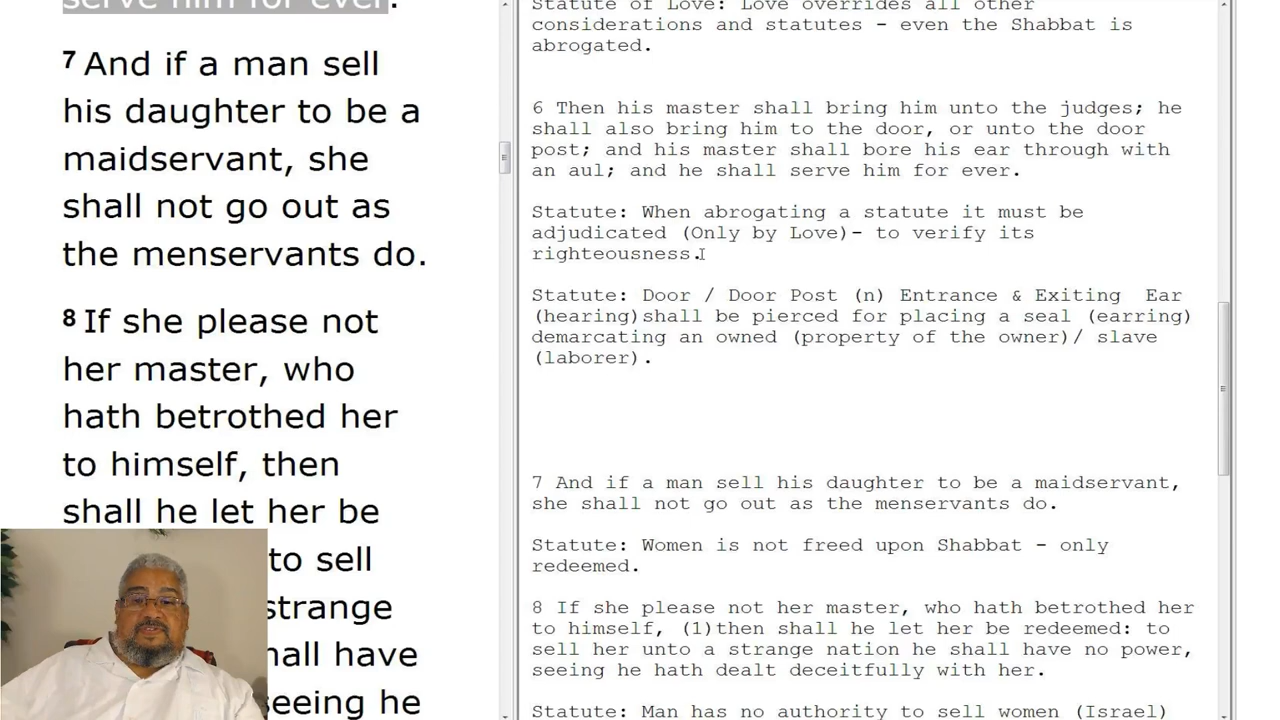 serve him for ever.
7 And if a man sell
his daughter to be a
maidservant, she
shall not go out as
the menservants do.
8 If she please not
her master, who
hath betrothed her
to himself, then
shall he let her be
to sell
strange
shall have
seeing he
Statute of Love: Love overrides all other
considerations and statutes - even the Shabbat is
abrogated.
6 Then his master shall bring him unto the judges; he
shall also bring him to the door, or unto the door
post; and his master shall bore his ear through with
an aul; and he shall serve him for ever.
Statute: When abrogating a statute it must be
adjudicated (Only by Love)- to verify its
righteousness.
Statute: Door / Door Post (n) Entrance & Exiting Ear
(hearing)shall be pierced for placing a seal (earring)
demarcating an owned (property of the owner)/ slave
(laborer).
7 And if a man sell his daughter to be a maidservant,
she shall not go out as the menservants do.
Statute: Women is not freed upon Shabbat - only
redeemed.
8 If she please not her master, who hath betrothed her
to himself, (1)then shall he let her be redeemed: to
sell her unto a strange nation he shall have no power,
seeing he hath dealt deceitfully with her.
Statute: Man has no authority to sell women (Israel)